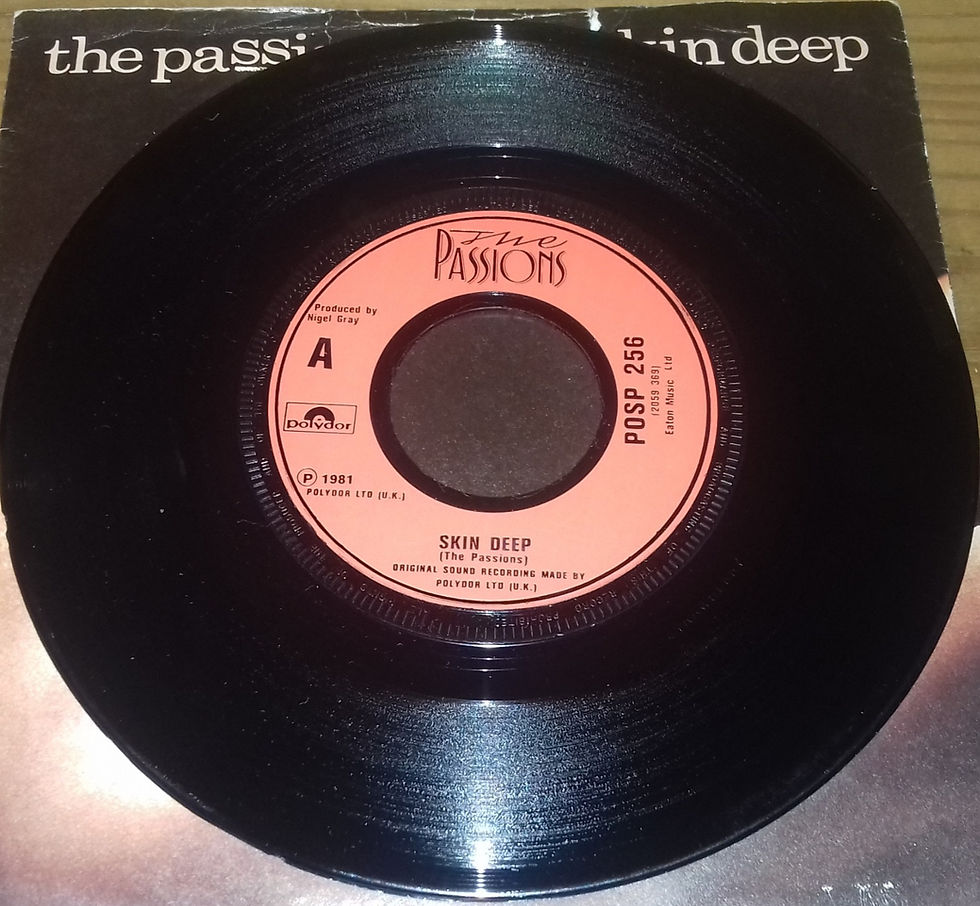 the passi kin deep
The
PASSIONS
Produced by
Nigel Gray
A
polydor
POSP 256
(2059 369)
Eaton Music Ltd
Ⓟ 1981
POLYDOR LTD (U.K.)
SKIN DEEP
(The Passions)
ORIGINAL SOUND RECORDING MADE BY
POLYDOR LTD (U.K.)